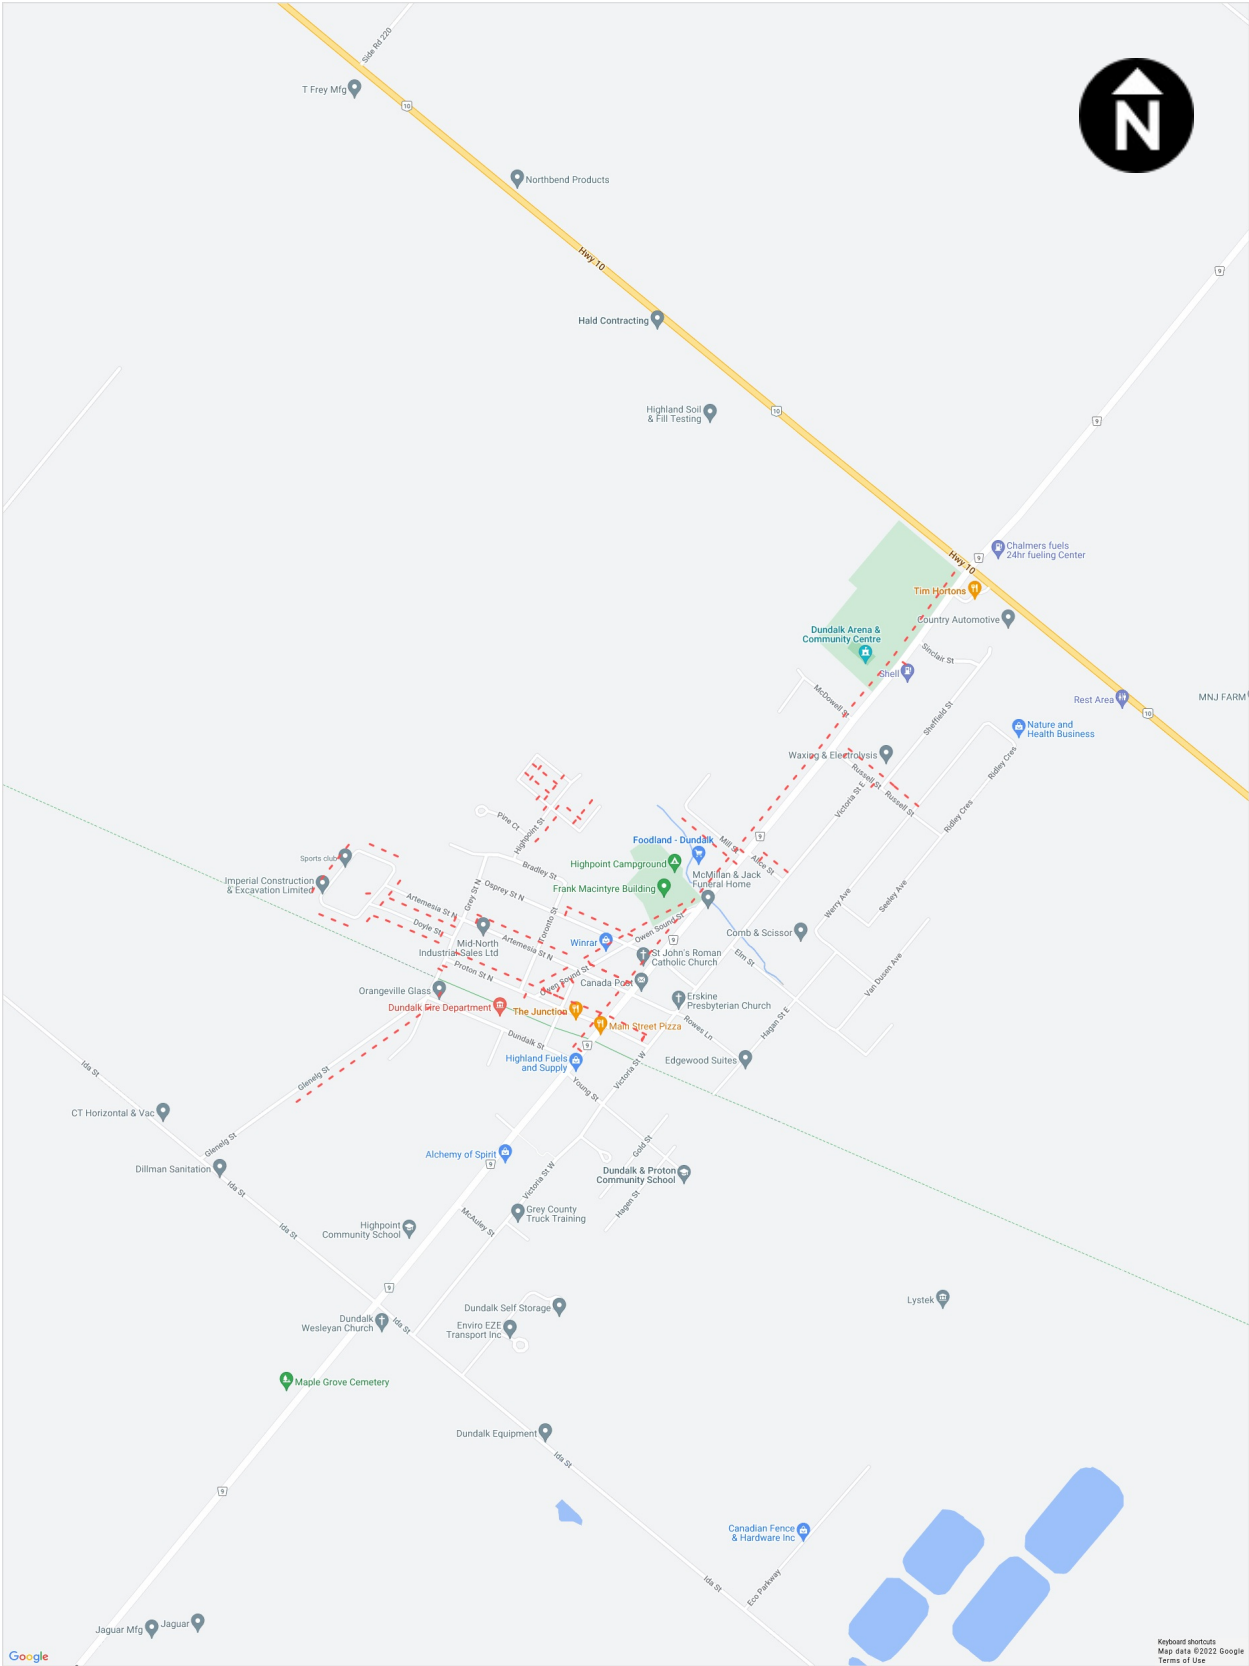 Side Rd 220
T Frey Mfg
10
N
Northbend Products
Hwy 10
9
Hald Contracting
Highland Soil
& Fill Testing
10
9
Hwy 10
9
Chalmers fuels
24hr fueling Center
Tim Hortons
Country Automotive
Dundalk Arena &
Community Centre
Sinclair St
Shell
McDowell St
Rest Area
10
MNJ FARM
Sheffield St
Nature and
Health Business
Waxing & Electrolysis
Russell St
Russell St
Ridley Cres
Victoria St E
Ridley Cres
Pine Ct
Highpoint St
Foodland - Dundalk
Mill St
9
Alice St
Sports club
Highpoint Campground
Bradley St
McMillan & Jack
Funeral Home
Imperial Construction
& Excavation Limited
Frank Macintyre Building
Grey St N
Osprey St N
Artemesia St N
Werry Ave
Seeley Ave
Doyle St
Toronto St
Owen Sound St
Comb & Scissor
Mid-North
Industrial Sales Ltd
Winrar
9
Artemesia St N
St John's Roman
Catholic Church
Elm St
Van Dusen Ave
Proton St N
Owen Sound St
Canada Post
Orangeville Glass
Erskine
Presbyterian Church
Dundalk Fire Department
The Junction
Main Street Pizza
Rowes Ln
Hagan St E
Dundalk St
9
Highland Fuels
and Supply
Victoria St W
Edgewood Suites
Ida St
Glenelg St
Young St
CT Horizontal & Vac
Glenelg St
Gold St
Alchemy of Spirit
9
Dillman Sanitation
Victoria St W
Dundalk & Proton
Community School
Ida St
Hagen St
Grey County
Truck Training
McAuley St
Ida St
Highpoint
Community School
9
Lystek
Dundalk Self Storage
Dundalk
Wesleyan Church
Ida St
Enviro EZE
Transport Inc
Maple Grove Cemetery
Dundalk Equipment
Ida St
9
Canadian Fence
& Hardware Inc
Ida St
Eco Parkway
Jaguar Mfg
Jaguar
Google
Keyboard shortcuts
Map data ©2022 Google
Terms of Use